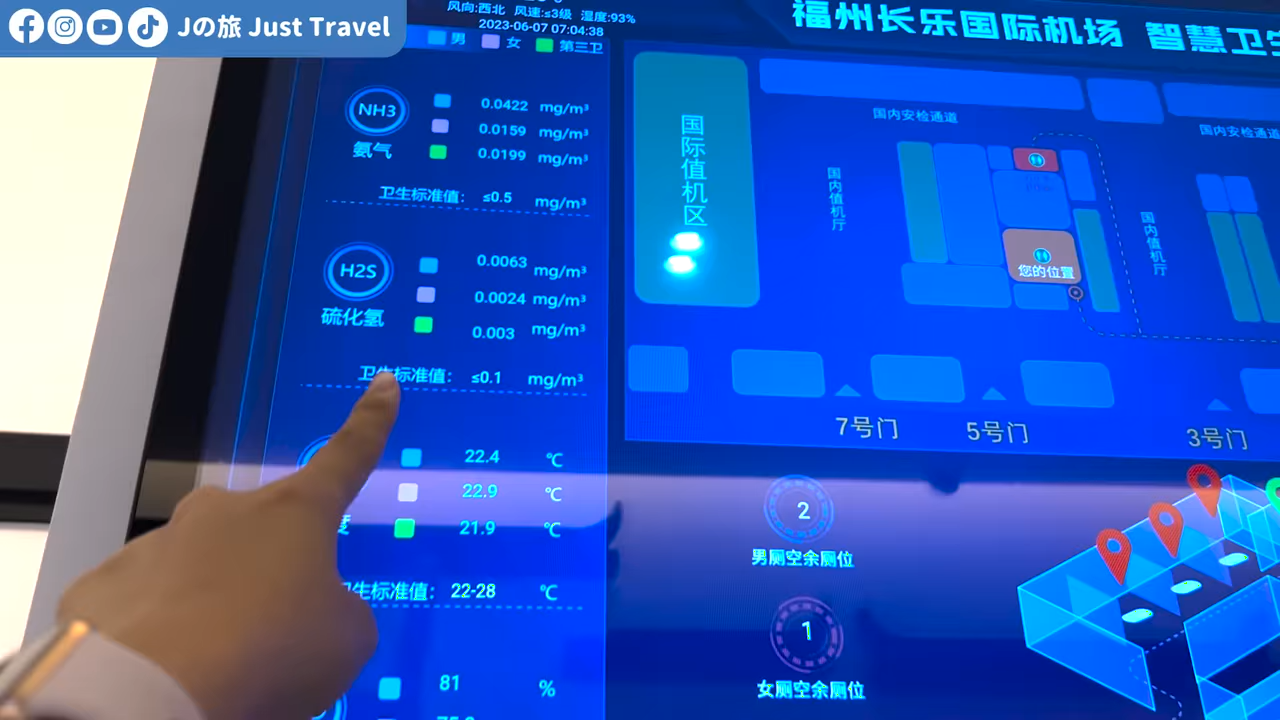 Jの旅 Just Travel
风向:西北 风速:≤3级 湿度:93%
2023-06-07 07:04:38
男 女 第三卫
福州长乐国际机场 智慧卫生
NH3
氨气
0.0422 mg/m³
0.0159 mg/m³
0.0199 mg/m³
卫生标准值: ≤0.5 mg/m³
H2S
硫化氢
0.0063 mg/m³
0.0024 mg/m³
0.003 mg/m³
卫生标准值: ≤0.1 mg/m³
22.4 ℃
22.9 ℃
度 21.9 ℃
卫生标准值: 22-28 ℃
81 %
国际值机区
国内安检通道
国内安检通道
国内值机厅
您的位置
国内值机厅
7号门
5号门
3号门
2
男厕空余厕位
1
女厕空余厕位